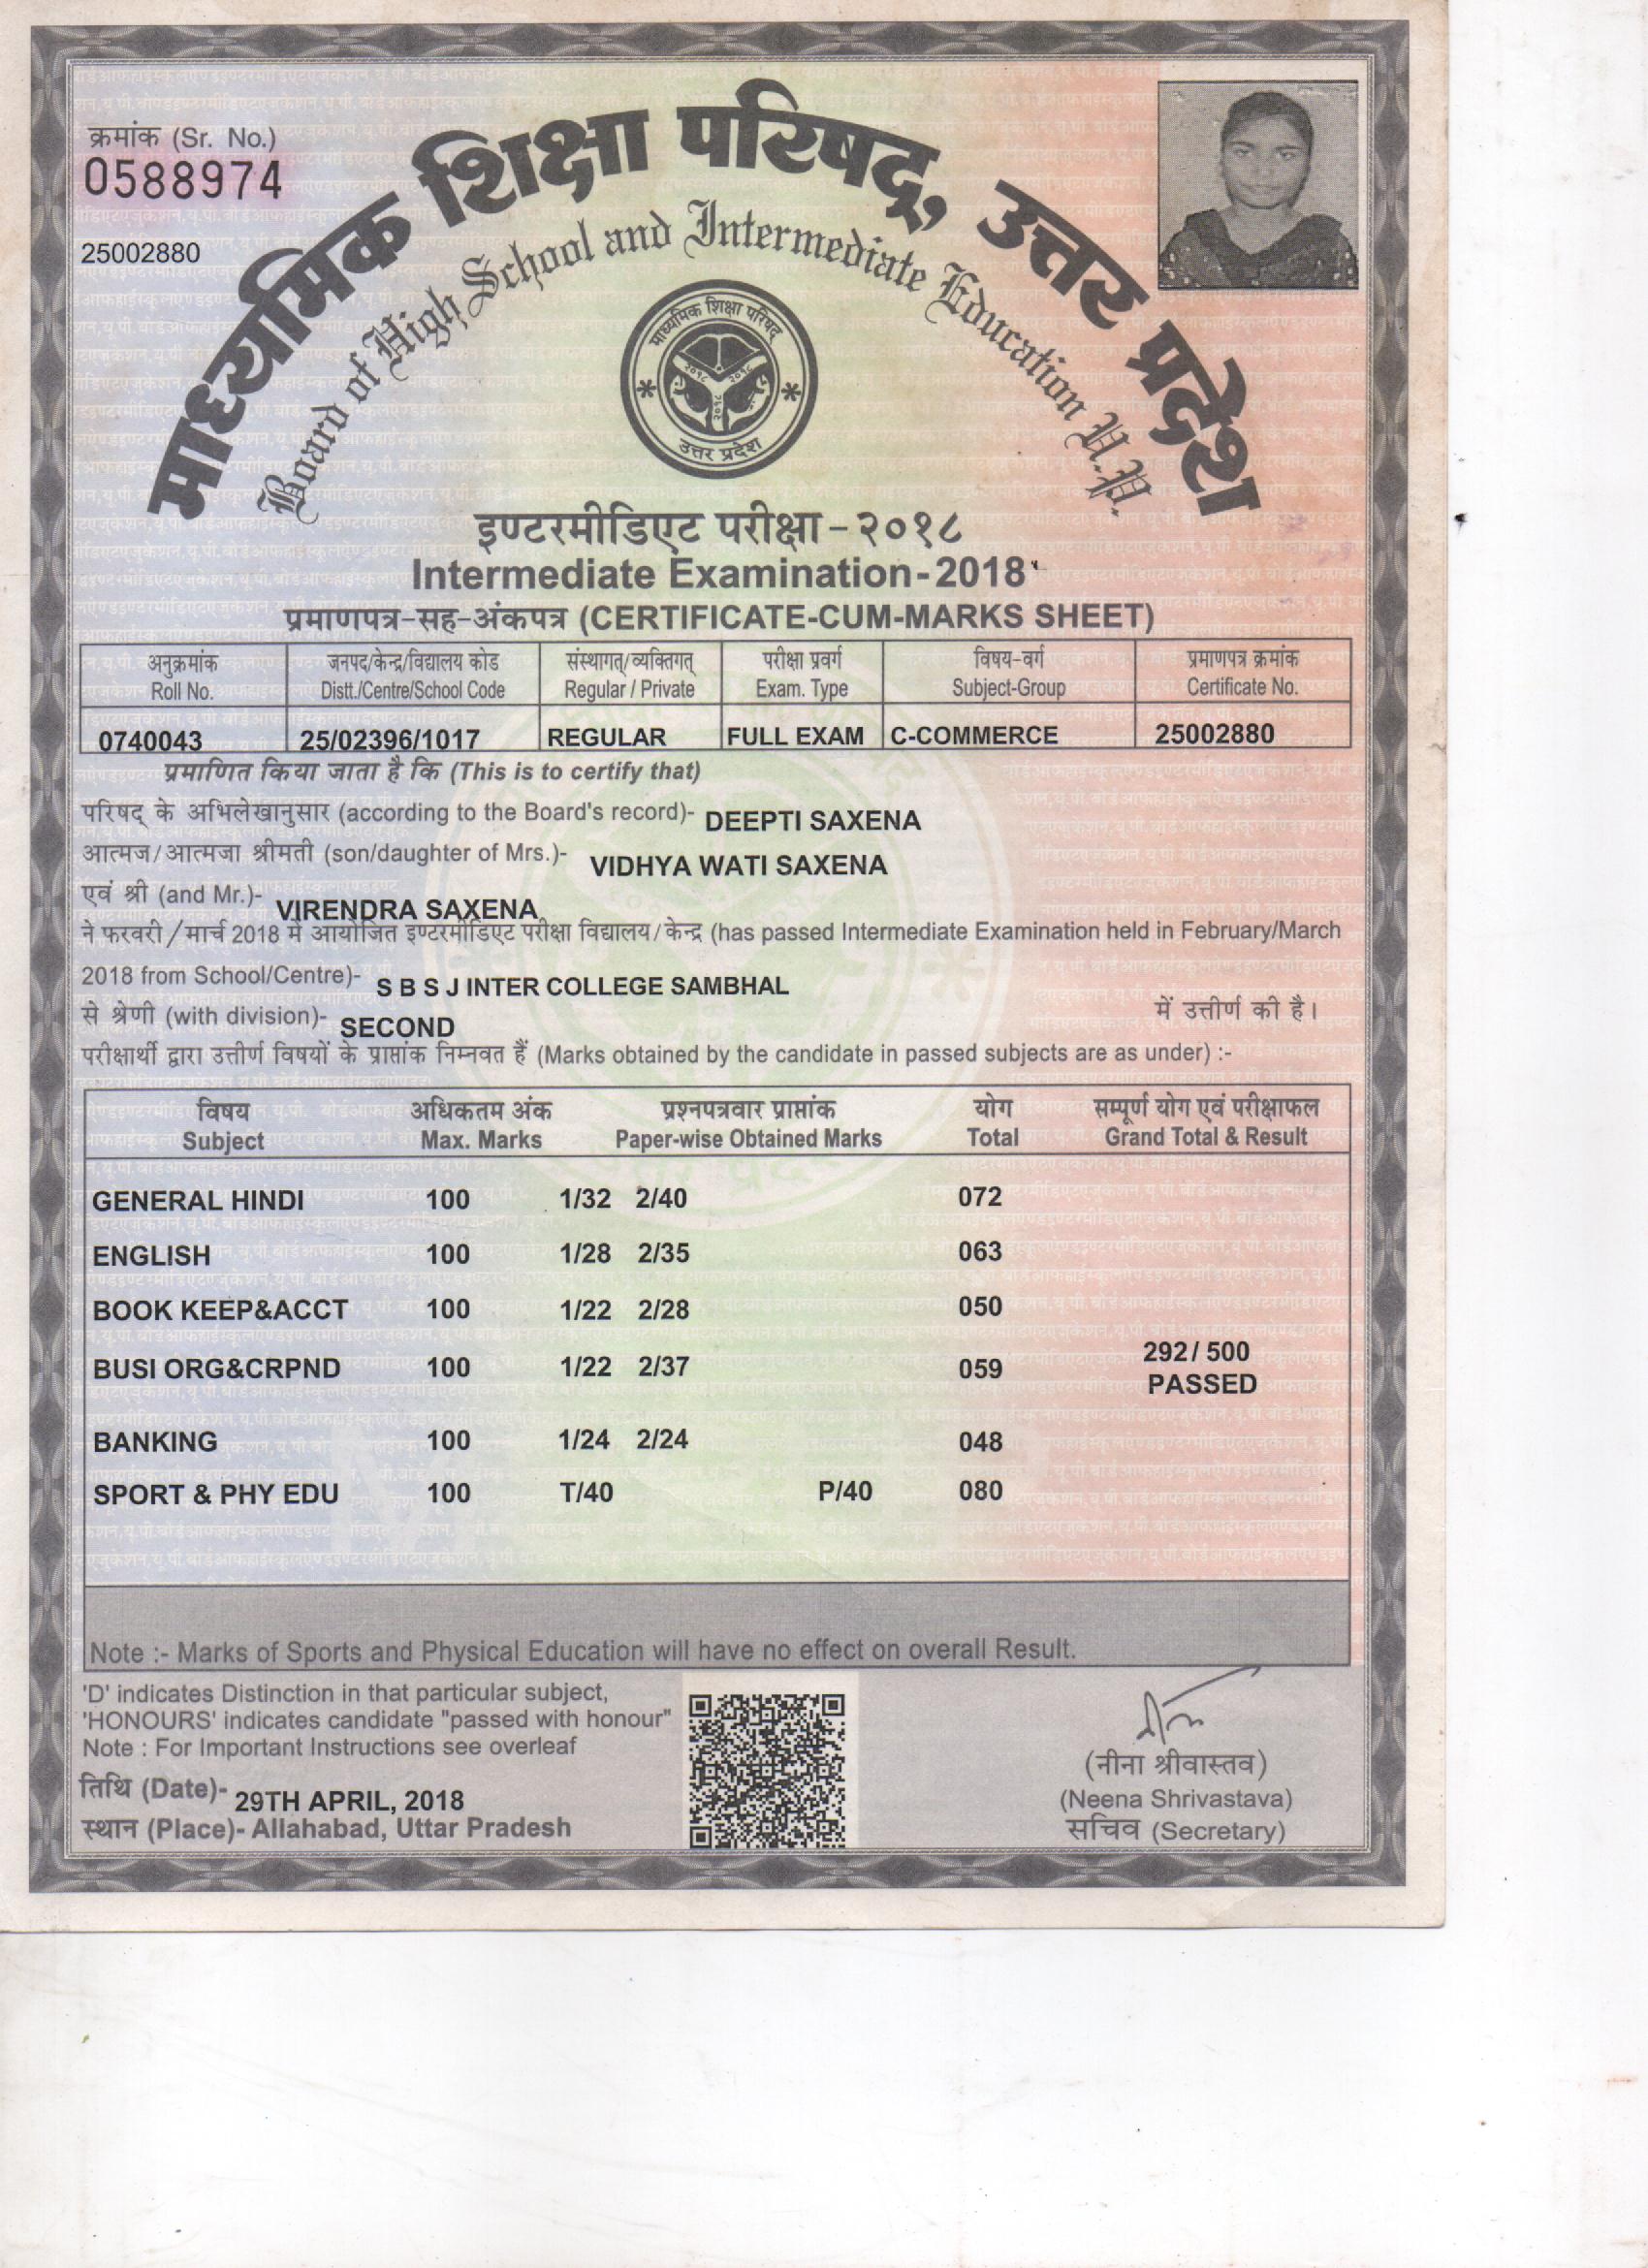 क्रमांक (Sr. No.)
0588974
25002880
माध्यमिक शिक्षा परिषद्, उत्तर प्रदेश
Board of High School and Intermediate Education U.P.
माध्यमिक शिक्षा परिषद्
२०१८ २०१८
२०१८
उत्तर प्रदेश
इण्टरमीडिएट परीक्षा-२०१८
Intermediate Examination-2018
प्रमाणपत्र-सह-अंकपत्र (CERTIFICATE-CUM-MARKS SHEET)
अनुक्रमांक जनपद/केन्द्र/विद्यालय कोड संस्थागत्/व्यक्तिगत् परीक्षा प्रवर्ग विषय-वर्ग प्रमाणपत्र क्रमांक
Roll No. Distt./Centre/School Code Regular / Private Exam. Type Subject-Group Certificate No.
0740043 25/02396/1017 REGULAR FULL EXAM C-COMMERCE 25002880
प्रमाणित किया जाता है कि (This is to certify that)
परिषद् के अभिलेखानुसार (according to the Board's record)- DEEPTI SAXENA
आत्मज/आत्मजा श्रीमती (son/daughter of Mrs.)- VIDHYA WATI SAXENA
एवं श्री (and Mr.)- VIRENDRA SAXENA
ने फरवरी/मार्च 2018 में आयोजित इण्टरमीडिएट परीक्षा विद्यालय/केन्द्र (has passed Intermediate Examination held in February/March
2018 from School/Centre)- S B S J INTER COLLEGE SAMBHAL
से श्रेणी (with division)- SECOND में उत्तीर्ण की है।
परीक्षार्थी द्वारा उत्तीर्ण विषयों के प्राप्तांक निम्नवत हैं (Marks obtained by the candidate in passed subjects are as under) :-
विषय अधिकतम अंक प्रश्नपत्रवार प्राप्तांक योग सम्पूर्ण योग एवं परीक्षाफल
Subject Max. Marks Paper-wise Obtained Marks Total Grand Total & Result
GENERAL HINDI 100 1/32 2/40 072
ENGLISH 100 1/28 2/35 063
BOOK KEEP&ACCT 100 1/22 2/28 050
BUSI ORG&CRPND 100 1/22 2/37 059 292/ 500
PASSED
BANKING 100 1/24 2/24 048
SPORT & PHY EDU 100 T/40 P/40 080
Note :- Marks of Sports and Physical Education will have no effect on overall Result.
'D' indicates Distinction in that particular subject,
'HONOURS' indicates candidate "passed with honour"
Note : For Important Instructions see overleaf
तिथि (Date)- 29TH APRIL, 2018
स्थान (Place)- Allahabad, Uttar Pradesh
(नीना श्रीवास्तव)
(Neena Shrivastava)
सचिव (Secretary)